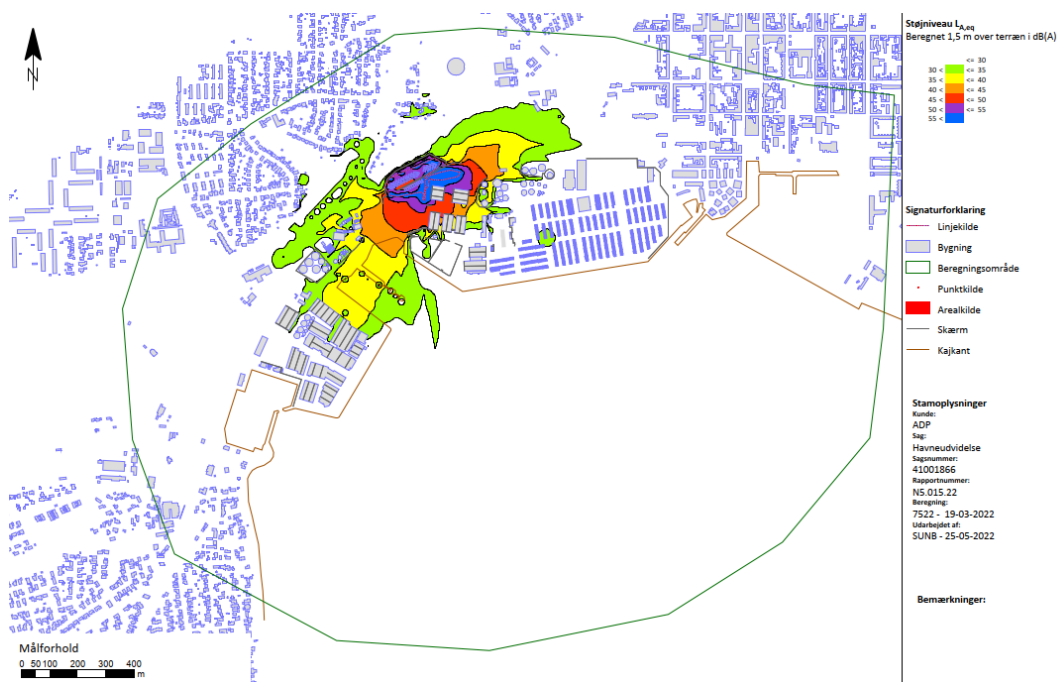 N
Støjniveau LA,eq
Beregnet 1,5 m over terræn i dB(A)
<= 30
30 < <= 35
35 < <= 40
40 < <= 45
45 < <= 50
50 < <= 55
55 <
Signaturforklaring
Linjekilde
Bygning
Beregningsområde
Punktkilde
Arealkilde
Skærm
Kajkant
Stamoplysninger
Kunde:
ADP
Sag:
Havneudvidelse
Sagsnummer:
41001866
Rapportnummer:
N5.015.22
Beregning:
7522 - 19-03-2022
Udarbejdet af:
SUNB - 25-05-2022
Bemærkninger:
Målforhold
0 50 100 200 300 400
m